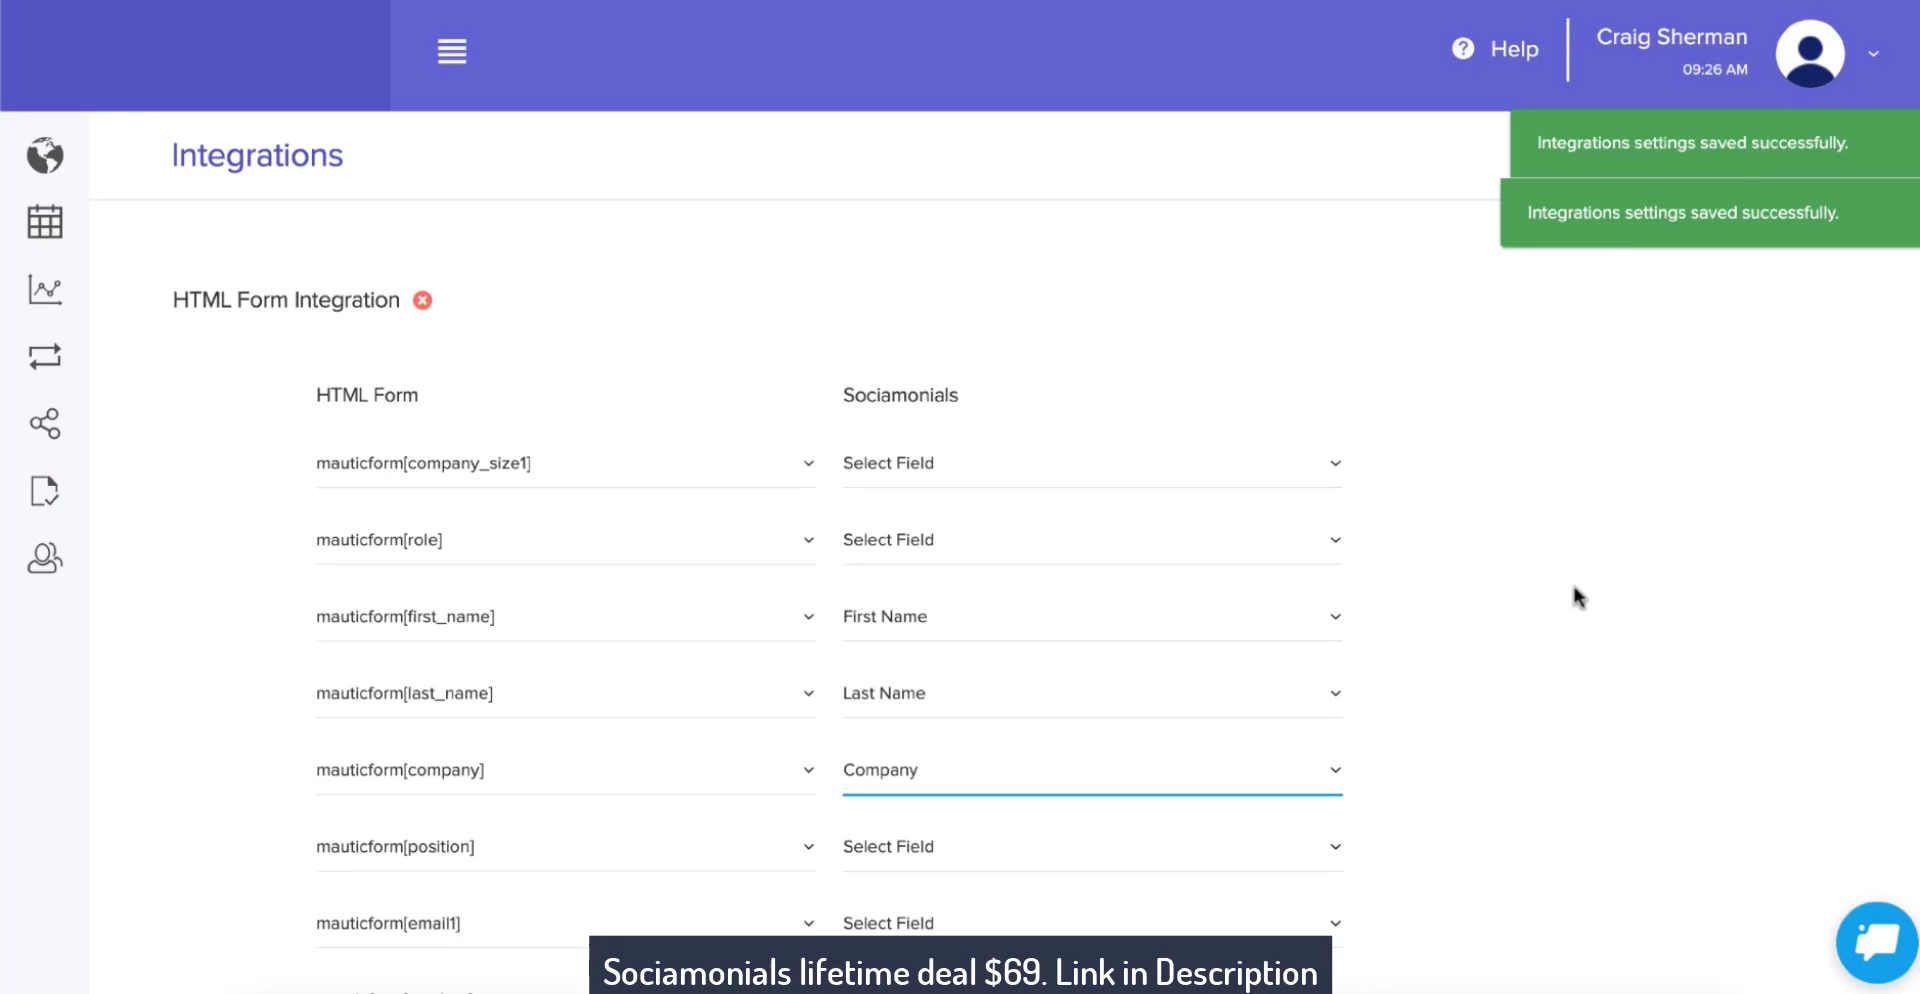 Help
Craig Sherman
09:26 AM
Integrations
Integrations settings saved successfully.
Integrations settings saved successfully.
HTML Form Integration
HTML Form
Sociamonials
mauticform[company_size1]
Select Field
mauticform[role]
Select Field
mauticform[first_name]
First Name
mauticform[last_name]
Last Name
mauticform[company]
Company
mauticform[position]
Select Field
mauticform[email1]
Select Field
Sociamonials lifetime deal $69. Link in Description